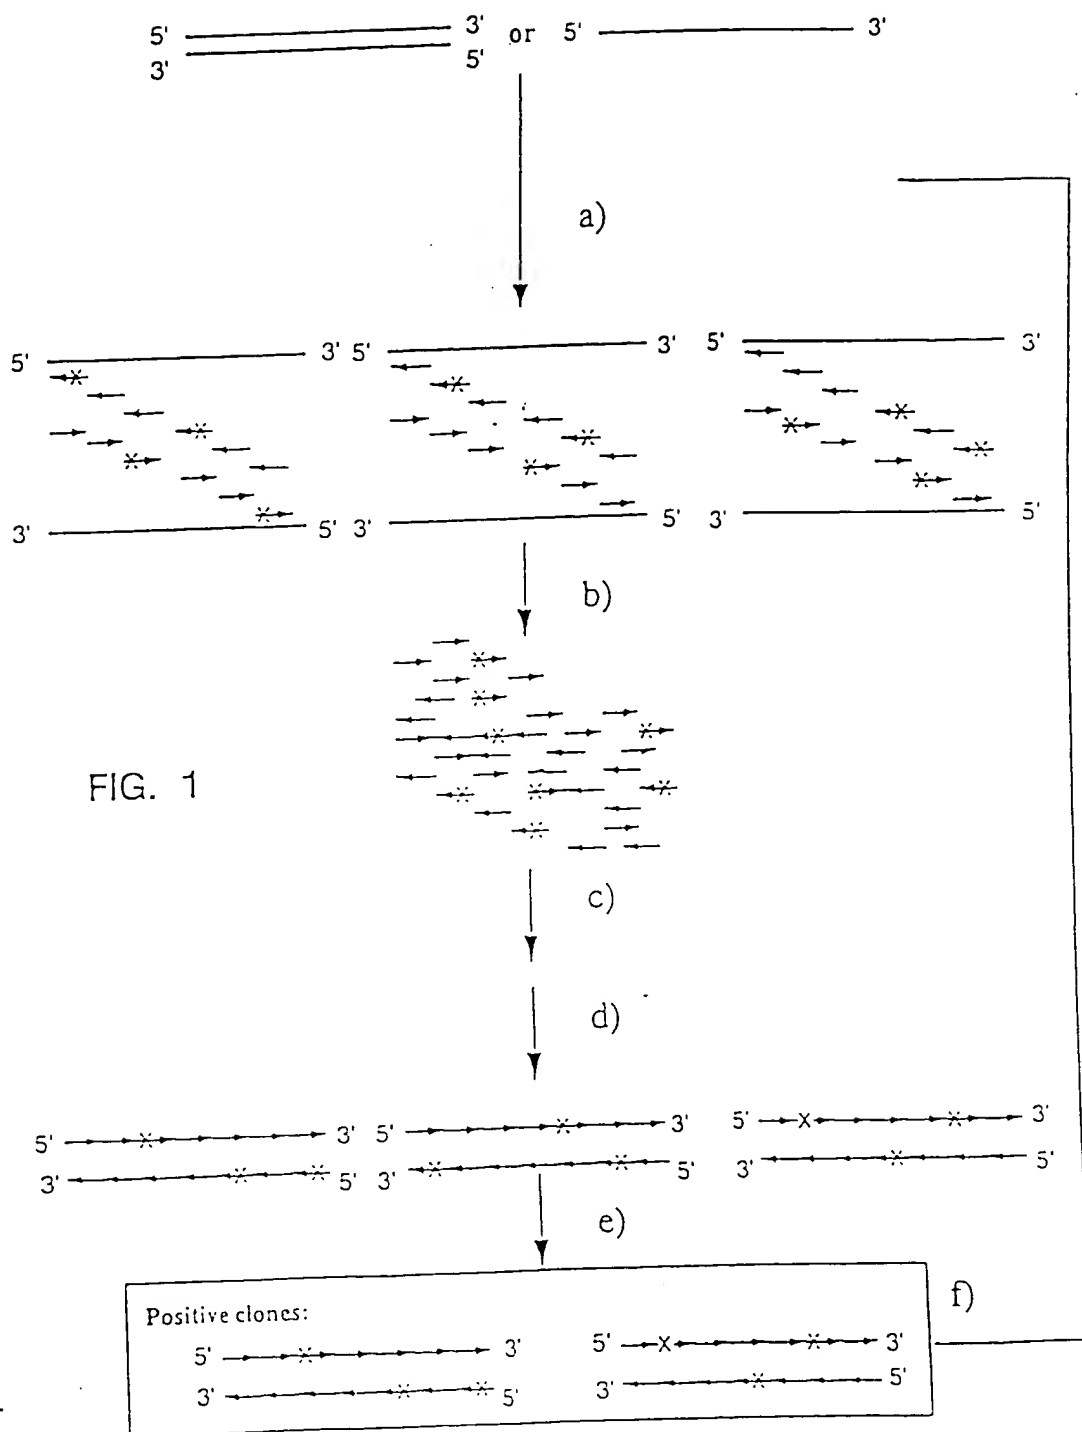 5' 3' or 5' 3'
3' 5'
a)
5' 3' 5' 3' 5' 3'
3' 5' 3' 5' 3' 5'
b)
FIG. 1
c)
d)
5' 3' 5' 3' 5' 3'
3' 5' 3' 5' 3' 5'
e)
f)
Positive clones:
5' 3' 5' 3'
3' 5' 3' 5'